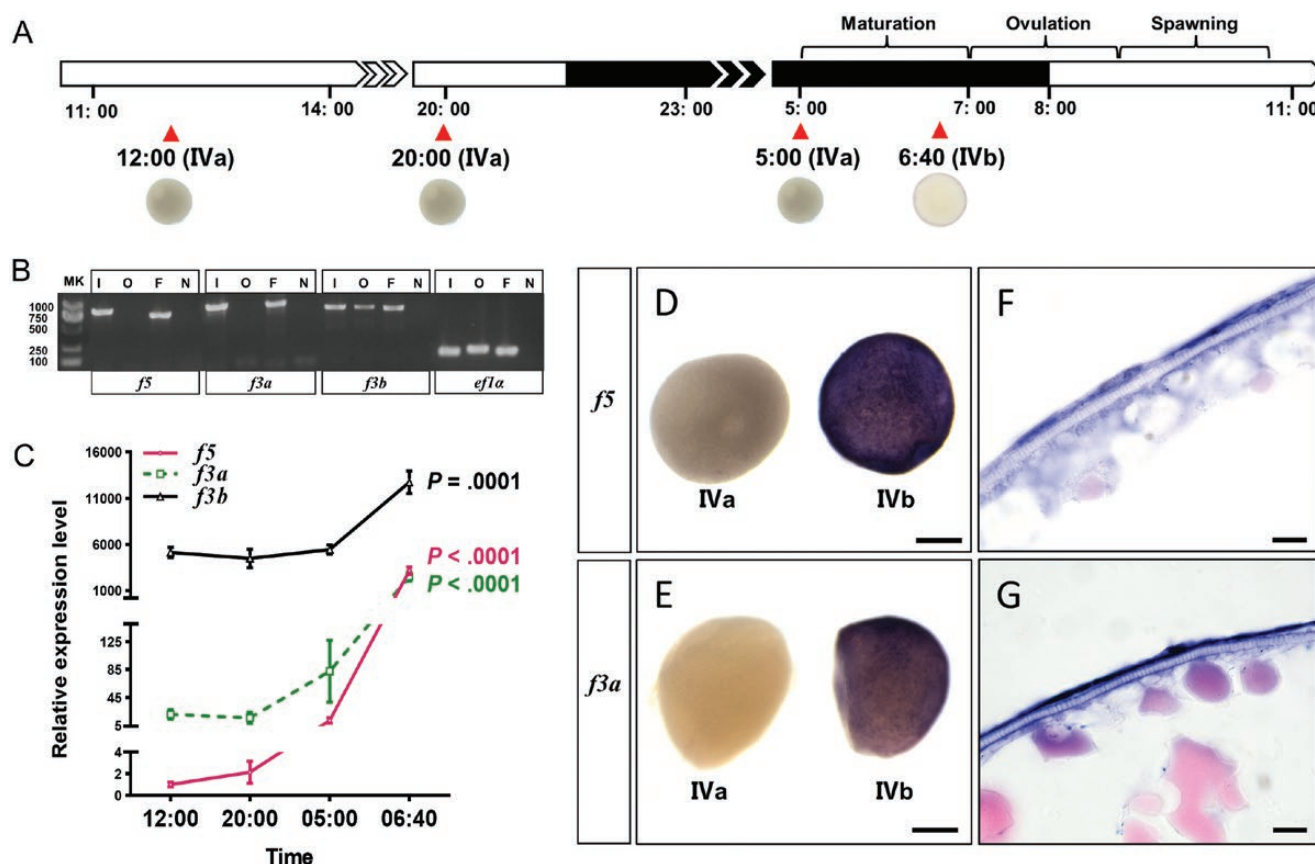 A
Maturation Ovulation Spawning
11: 00 14: 00 20: 00 23: 00 5: 00 7: 00 8: 00 11: 00
12:00 (IVa) 20:00 (IVa) 5:00 (IVa) 6:40 (IVb)
B
MK I O F N I O F N I O F N I O F N
1000
750
500
250
100
f5 f3a f3b ef1α
C
f5
f3a
f3b
16000
11000
6000
1000
125
85
45
5
4
2
0
P = .0001
P < .0001
P < .0001
Relative expression level
12:00 20:00 05:00 06:40
Time
f5
D
IVa IVb
F
f3a
E
IVa IVb
G